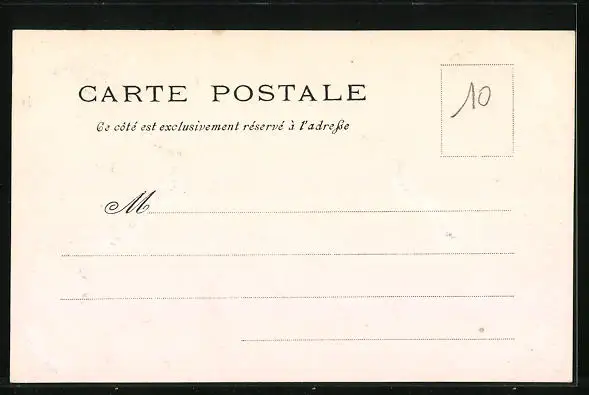 CARTE POSTALE
10
Ce côté est exclusivement réservé à l'adreße
M